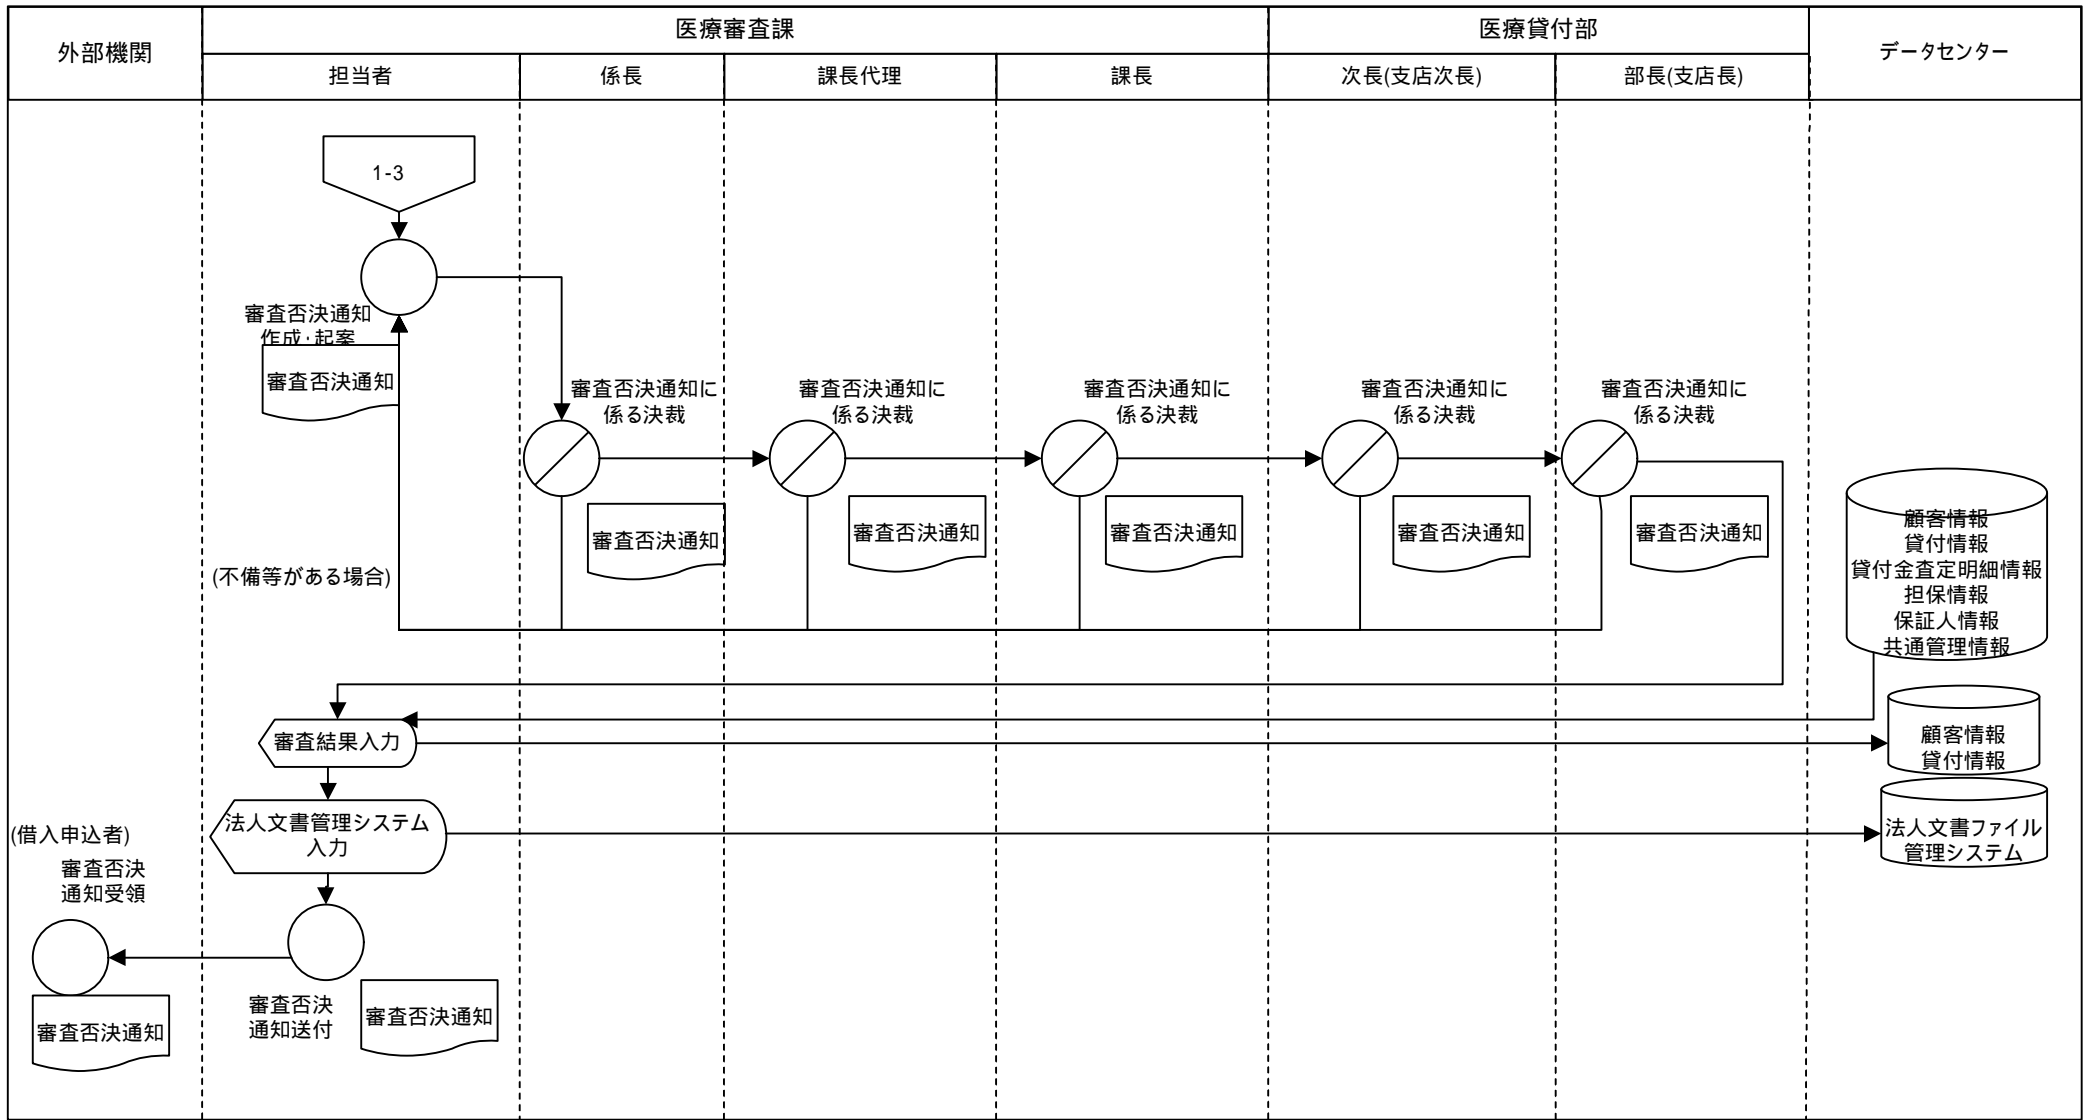 外部機関
医療審査課
医療貸付部
データセンター
担当者
係長
課長代理
課長
次長(支店次長)
部長(支店長)
1-3
審査否決通知
作成・起案
審査否決通知
審査否決通知に
係る決裁
審査否決通知に
係る決裁
審査否決通知に
係る決裁
審査否決通知に
係る決裁
審査否決通知に
係る決裁
審査否決通知
審査否決通知
審査否決通知
審査否決通知
審査否決通知
(不備等がある場合)
顧客情報
貸付情報
貸付金査定明細情報
担保情報
保証人情報
共通管理情報
審査結果入力
顧客情報
貸付情報
法人文書管理システム
入力
法人文書ファイル
管理システム
(借入申込者)
審査否決
通知受領
審査否決通知
審査否決
通知送付
審査否決通知